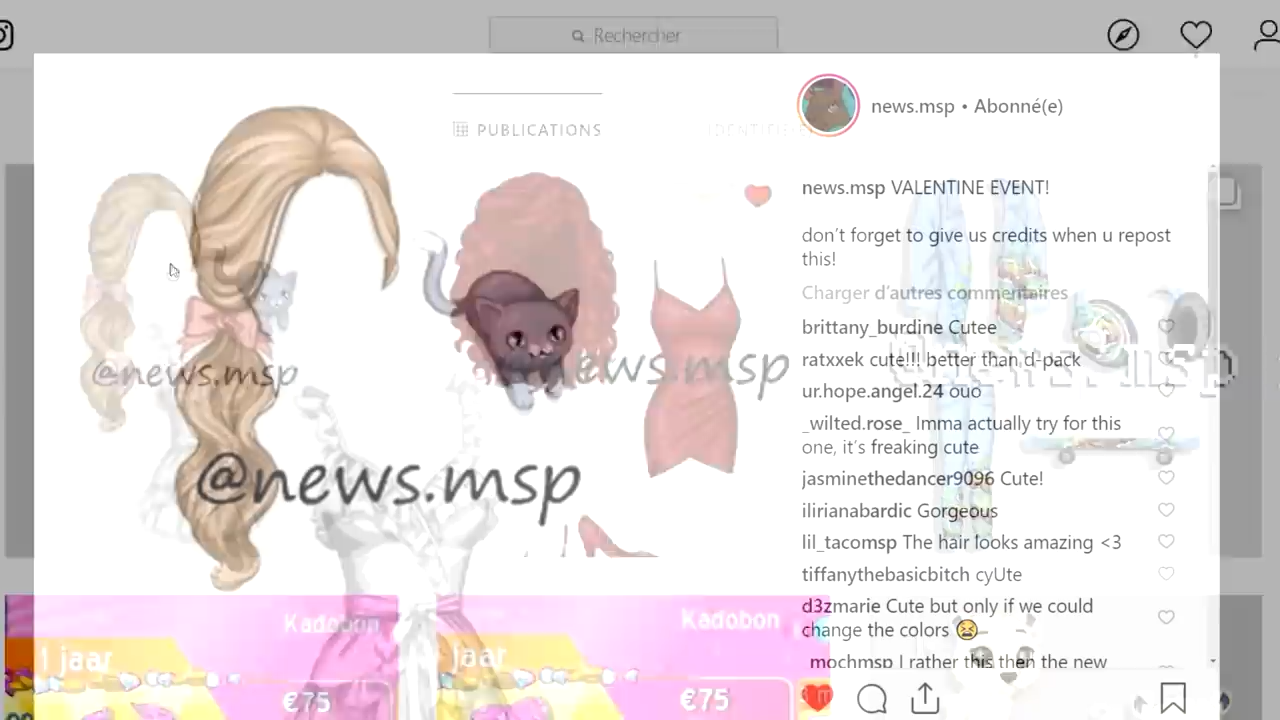 Rechercher
PUBLICATIONS
news.msp • Abonné(e)
news.msp VALENTINE EVENT!
don't forget to give us credits when u repost
this!
Charger d'autres commentaires
brittany_burdine Cutee
ratxxek cute!!! better than d-pack
ur.hope.angel.24 ouo
_wilted.rose_ Imma actually try for this
one, it's freaking cute
jasminethedancer9096 Cute!
ilirianabardic Gorgeous
lil_tacomsp The hair looks amazing <3
tiffanythebasicbitch cyUte
d3zmarie Cute but only if we could
change the colors 😫
_mochmsp I rather this then the new
@news.msp
news.msp
@news.msp
Kadobon
1 jaar
€75
Kadobon
jaar
€75